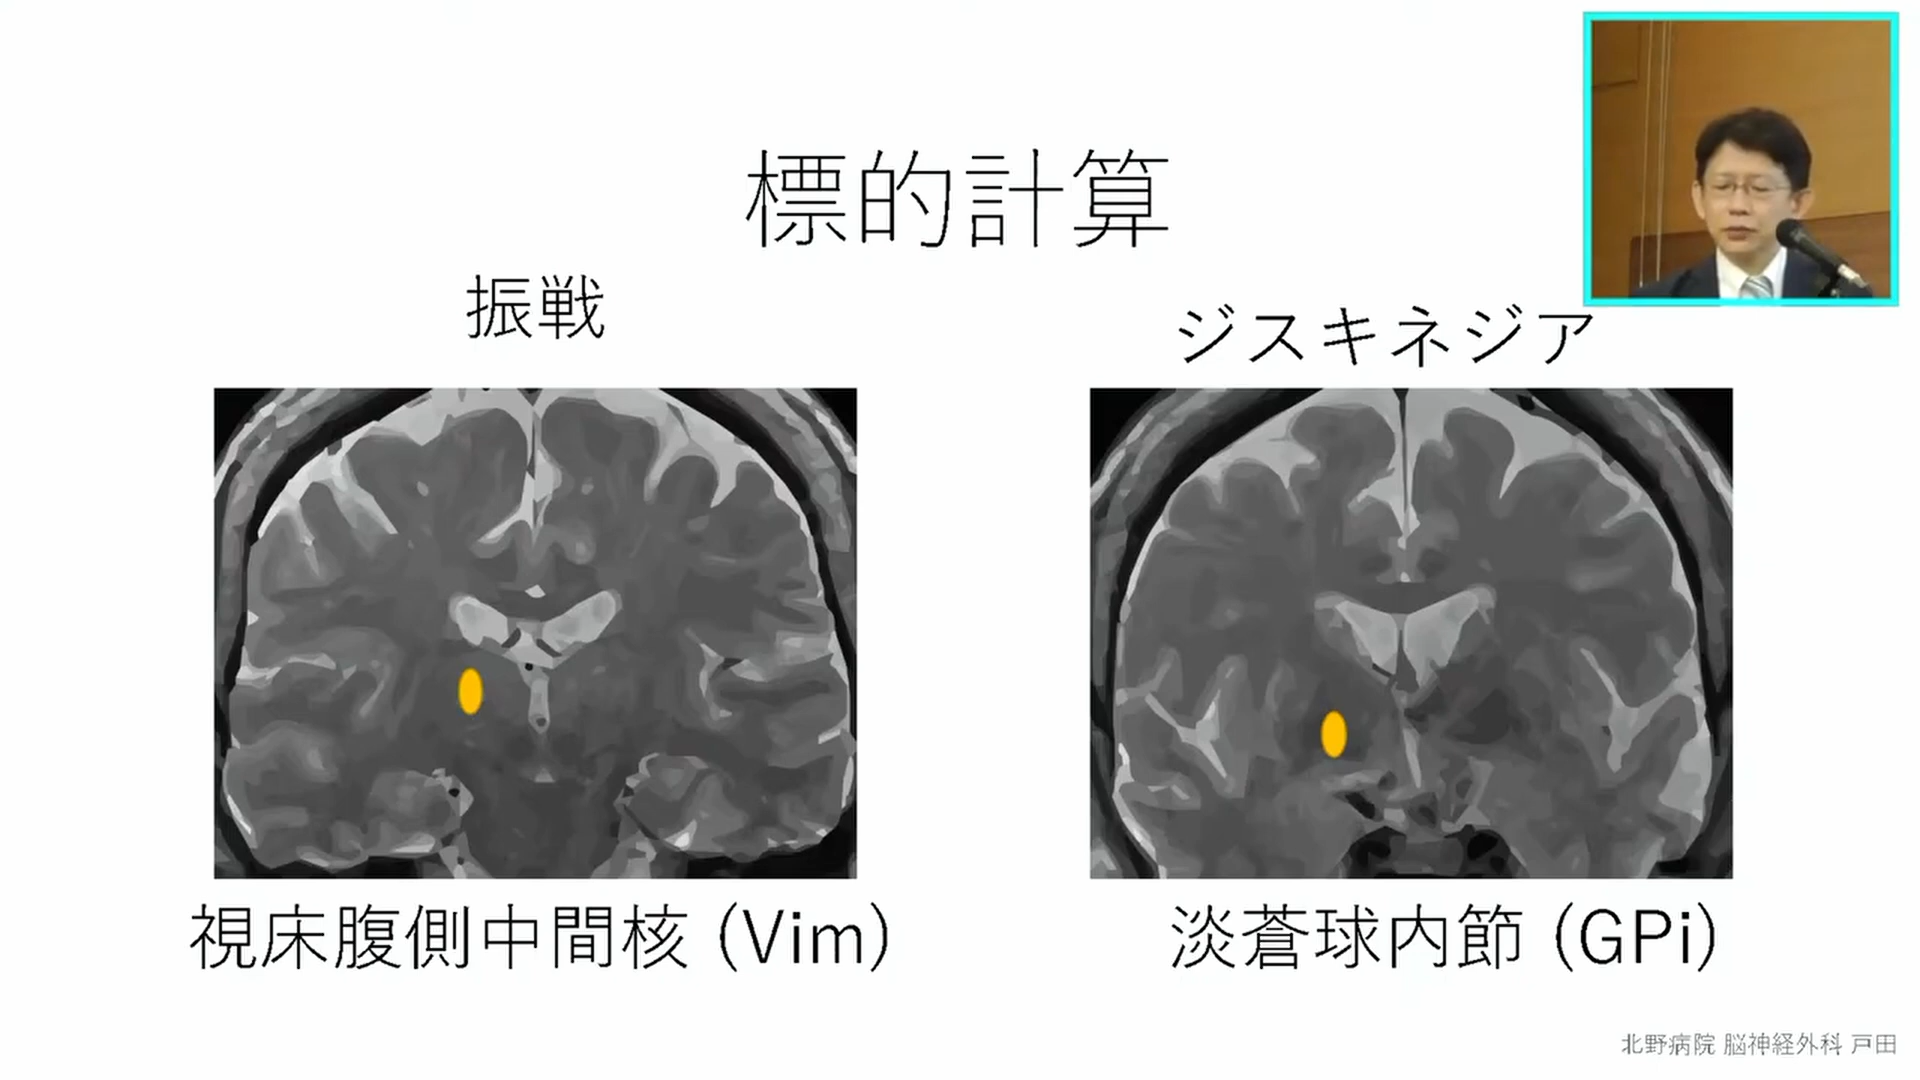 標的計算
振戦
ジスキネジア
視床腹側中間核 (Vim)
淡蒼球内節 (GPi)
北野病院 脳神経外科 戸田